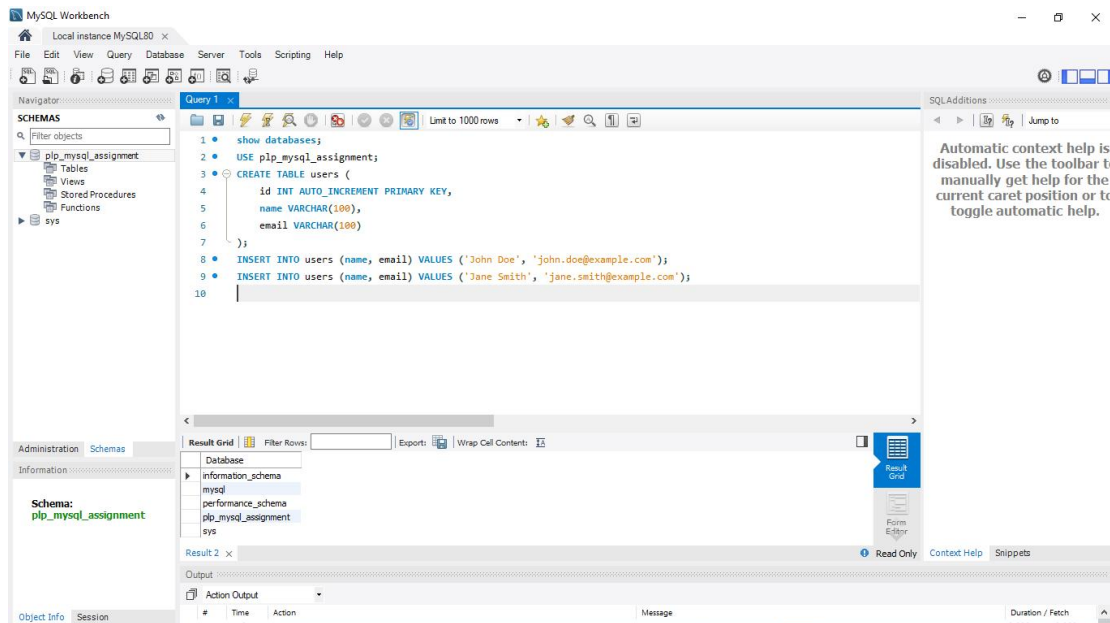 MySQL Workbench
Local instance MySQL80 ×
File Edit View Query Database Server Tools Scripting Help
Navigator
SCHEMAS
Filter objects
plp_mysql_assignment
Tables
Views
Stored Procedures
Functions
sys
Administration Schemas
Information
Schema:
plp_mysql_assignment
Object Info Session
Query 1 ×
Limit to 1000 rows
1 show databases;
2 USE plp_mysql_assignment;
3 CREATE TABLE users (
4 id INT AUTO_INCREMENT PRIMARY KEY,
5 name VARCHAR(100),
6 email VARCHAR(100)
7 );
8 INSERT INTO users (name, email) VALUES ('John Doe', 'john.doe@example.com');
9 INSERT INTO users (name, email) VALUES ('Jane Smith', 'jane.smith@example.com');
10
Result Grid Filter Rows: Export: Wrap Cell Content: IA
Database
information_schema
mysql
performance_schema
plp_mysql_assignment
sys
Result Grid
Form Editor
Result 2 × Read Only
Output
Action Output
# Time Action Message Duration / Fetch
SQLAdditions
Jump to
Automatic context help is
disabled. Use the toolbar to
manually get help for the
current caret position or to
toggle automatic help.
Context Help Snippets